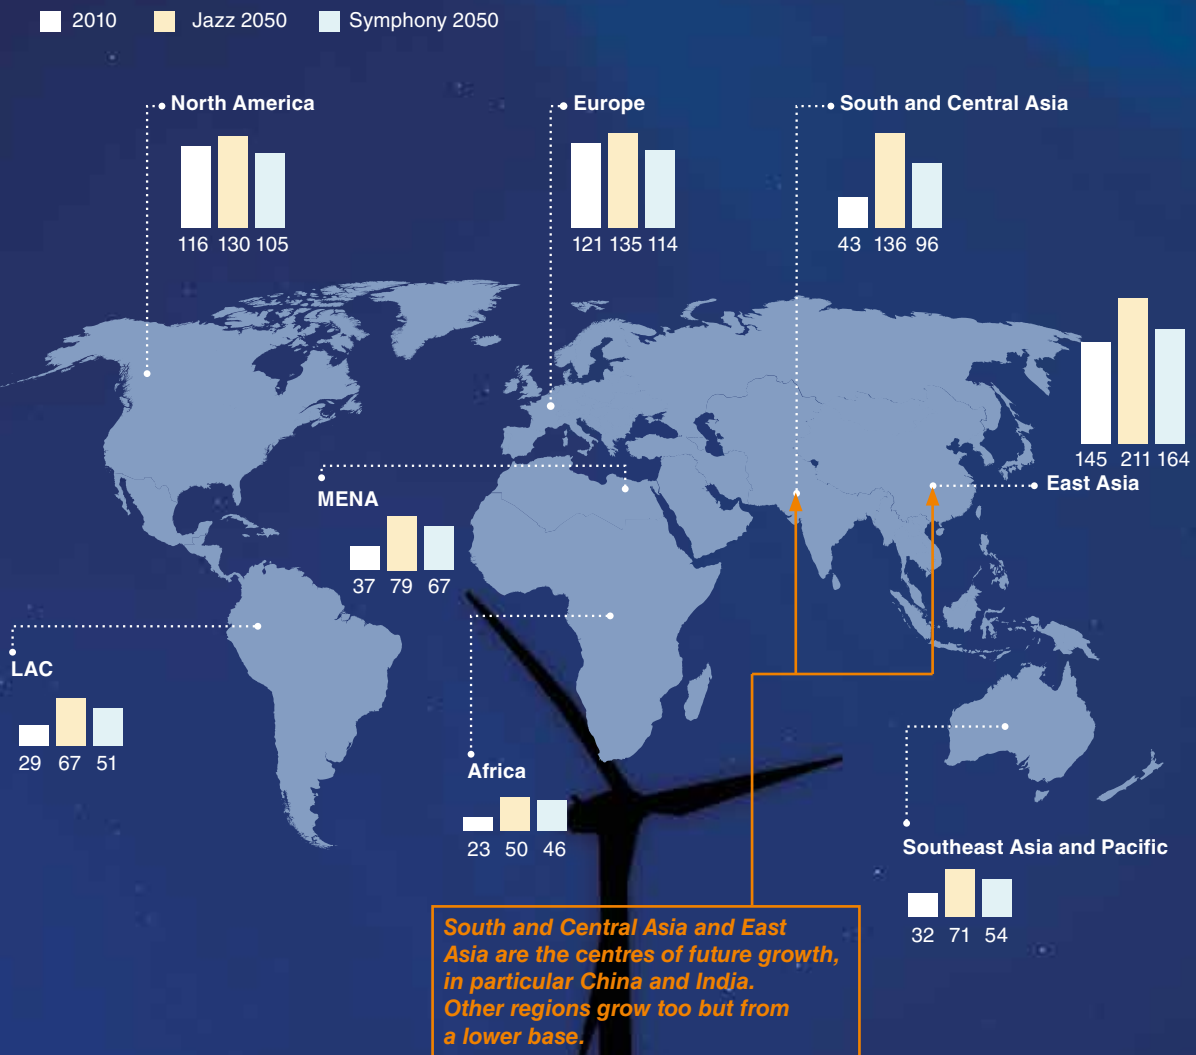 2010 Jazz 2050 Symphony 2050
North America
116 130 105
Europe
121 135 114
South and Central Asia
43 136 96
145 211 164
East Asia
MENA
37 79 67
LAC
29 67 51
Africa
23 50 46
Southeast Asia and Pacific
32 71 54
South and Central Asia and East
Asia are the centres of future growth,
in particular China and India.
Other regions grow too but from
a lower base.